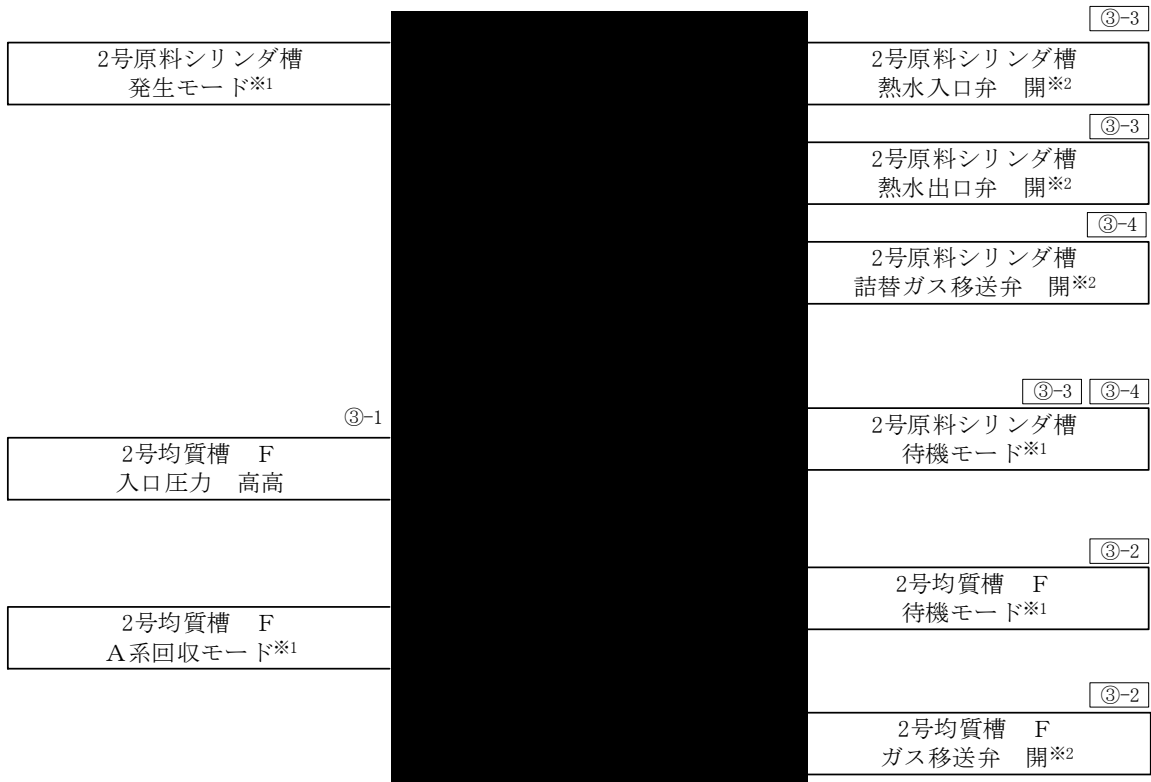 ③-3
2号原料シリンダ槽
発生モード※1
2号原料シリンダ槽
熱水入口弁　開※2
③-3
2号原料シリンダ槽
熱水出口弁　開※2
③-4
2号原料シリンダ槽
詰替ガス移送弁　開※2
③-3 ③-4
③-1
2号原料シリンダ槽
待機モード※1
2号均質槽　F
入口圧力　高高
③-2
2号均質槽　F
待機モード※1
2号均質槽　F
A系回収モード※1
③-2
2号均質槽　F
ガス移送弁　開※2